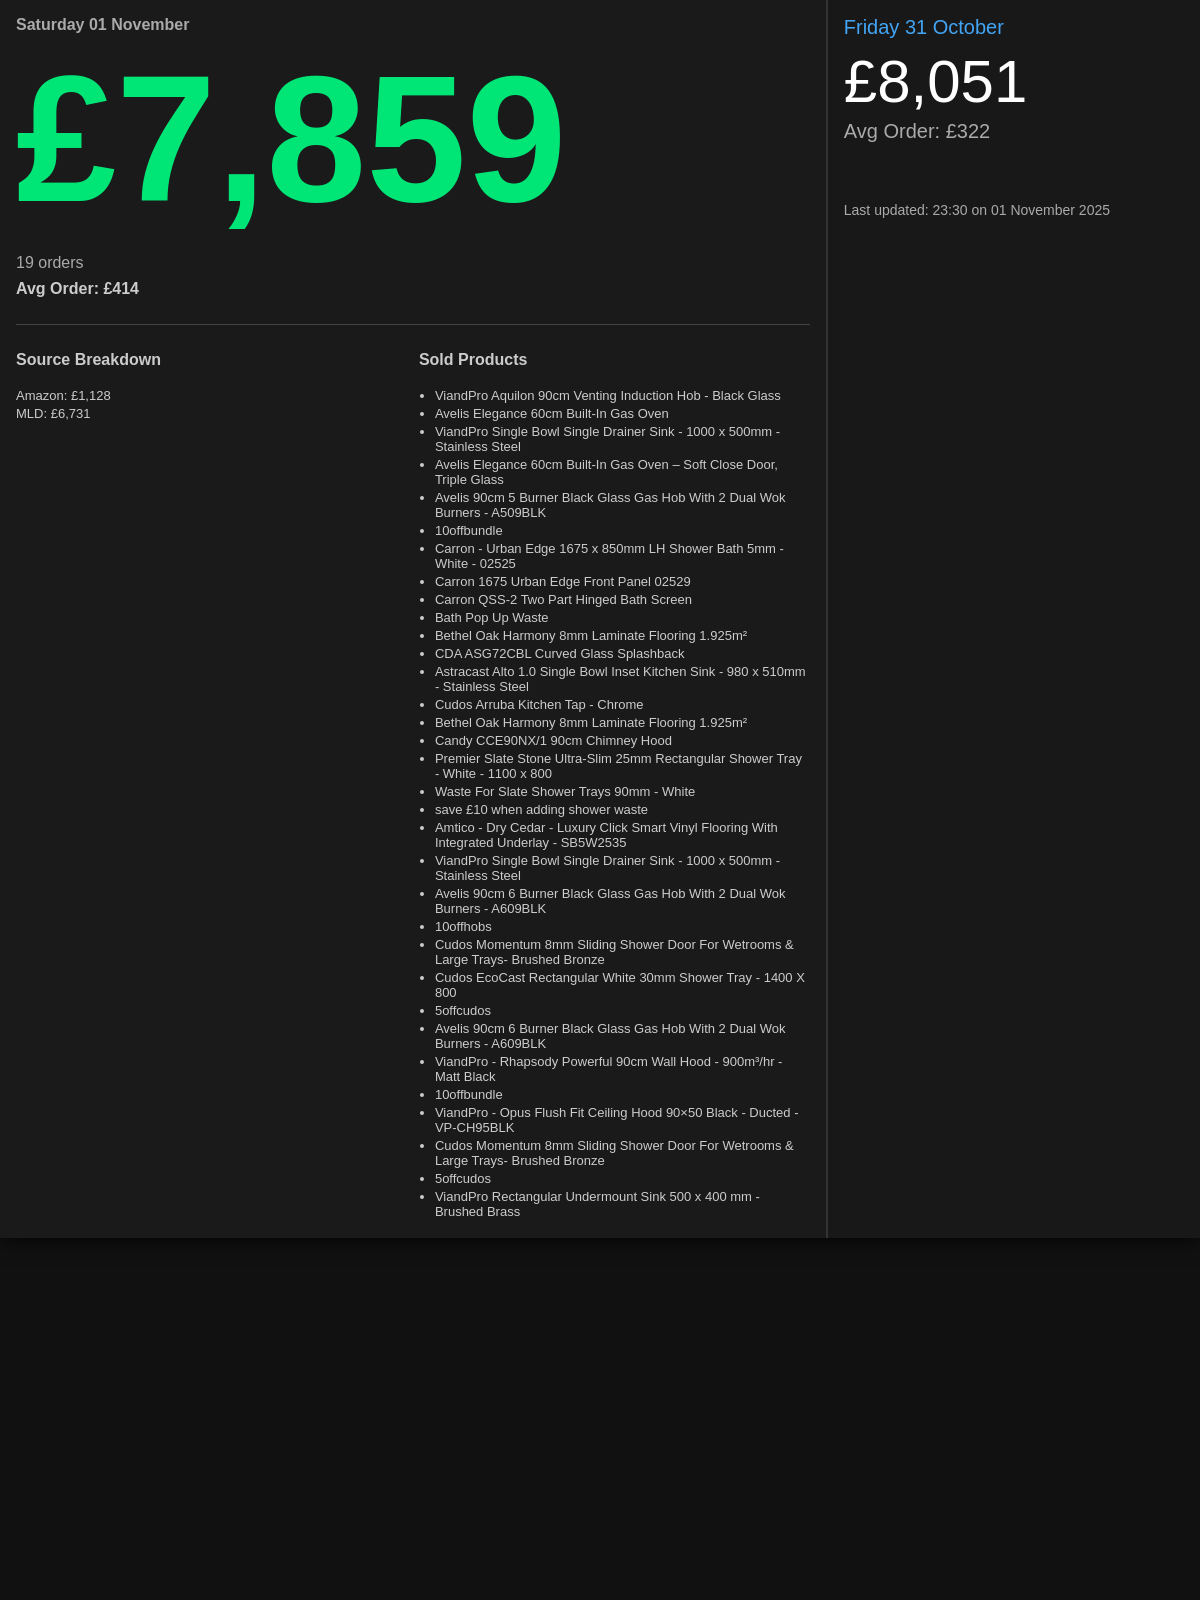 Saturday 01 November
£7,859
19 orders
Avg Order: £414
Source Breakdown
Amazon: £1,128
MLD: £6,731
Sold Products
• ViandPro Aquilon 90cm Venting Induction Hob - Black Glass
• Avelis Elegance 60cm Built-In Gas Oven
• ViandPro Single Bowl Single Drainer Sink - 1000 x 500mm -
Stainless Steel
• Avelis Elegance 60cm Built-In Gas Oven – Soft Close Door,
Triple Glass
• Avelis 90cm 5 Burner Black Glass Gas Hob With 2 Dual Wok
Burners - A509BLK
• 10offbundle
• Carron - Urban Edge 1675 x 850mm LH Shower Bath 5mm -
White - 02525
• Carron 1675 Urban Edge Front Panel 02529
• Carron QSS-2 Two Part Hinged Bath Screen
• Bath Pop Up Waste
• Bethel Oak Harmony 8mm Laminate Flooring 1.925m²
• CDA ASG72CBL Curved Glass Splashback
• Astracast Alto 1.0 Single Bowl Inset Kitchen Sink - 980 x 510mm
- Stainless Steel
• Cudos Arruba Kitchen Tap - Chrome
• Bethel Oak Harmony 8mm Laminate Flooring 1.925m²
• Candy CCE90NX/1 90cm Chimney Hood
• Premier Slate Stone Ultra-Slim 25mm Rectangular Shower Tray
- White - 1100 x 800
• Waste For Slate Shower Trays 90mm - White
• save £10 when adding shower waste
• Amtico - Dry Cedar - Luxury Click Smart Vinyl Flooring With
Integrated Underlay - SB5W2535
• ViandPro Single Bowl Single Drainer Sink - 1000 x 500mm -
Stainless Steel
• Avelis 90cm 6 Burner Black Glass Gas Hob With 2 Dual Wok
Burners - A609BLK
• 10offhobs
• Cudos Momentum 8mm Sliding Shower Door For Wetrooms &
Large Trays- Brushed Bronze
• Cudos EcoCast Rectangular White 30mm Shower Tray - 1400 X
800
• 5offcudos
• Avelis 90cm 6 Burner Black Glass Gas Hob With 2 Dual Wok
Burners - A609BLK
• ViandPro - Rhapsody Powerful 90cm Wall Hood - 900m³/hr -
Matt Black
• 10offbundle
• ViandPro - Opus Flush Fit Ceiling Hood 90×50 Black - Ducted -
VP-CH95BLK
• Cudos Momentum 8mm Sliding Shower Door For Wetrooms &
Large Trays- Brushed Bronze
• 5offcudos
• ViandPro Rectangular Undermount Sink 500 x 400 mm -
Brushed Brass
Friday 31 October
£8,051
Avg Order: £322
Last updated: 23:30 on 01 November 2025